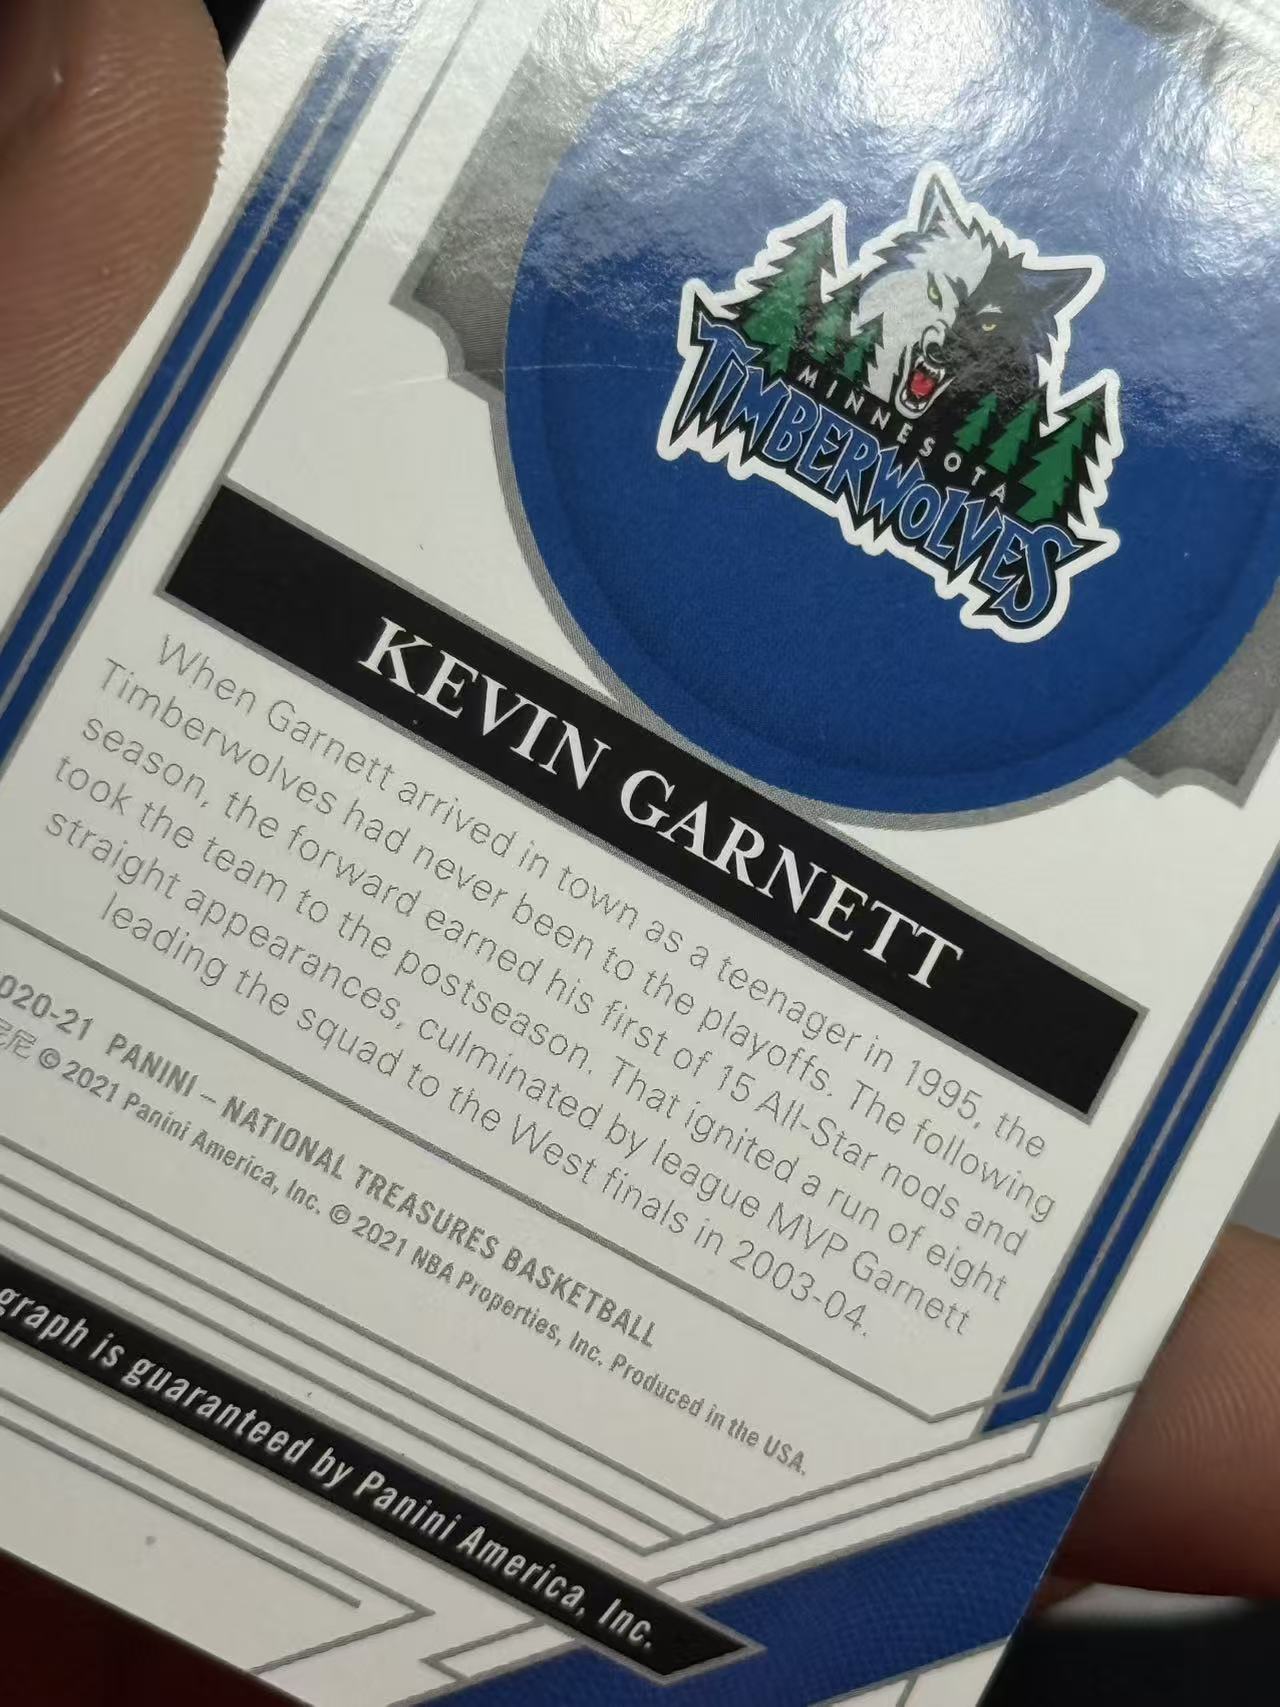 MINNESOTA
TIMBERWOLVES
KEVIN GARNETT
When Garnett arrived in town as a teenager in 1995, the
Timberwolves had never been to the playoffs. The following
season, the forward earned his first of 15 All-Star nods and
took the team to the postseason. That ignited a run of eight
straight appearances, culminated by league MVP Garnett
leading the squad to the West finals in 2003-04.
020-21 PANINI – NATIONAL TREASURES BASKETBALL
尼 © 2021 Panini America, Inc. © 2021 NBA Properties, Inc. Produced in the USA.
graph is guaranteed by Panini America, Inc.